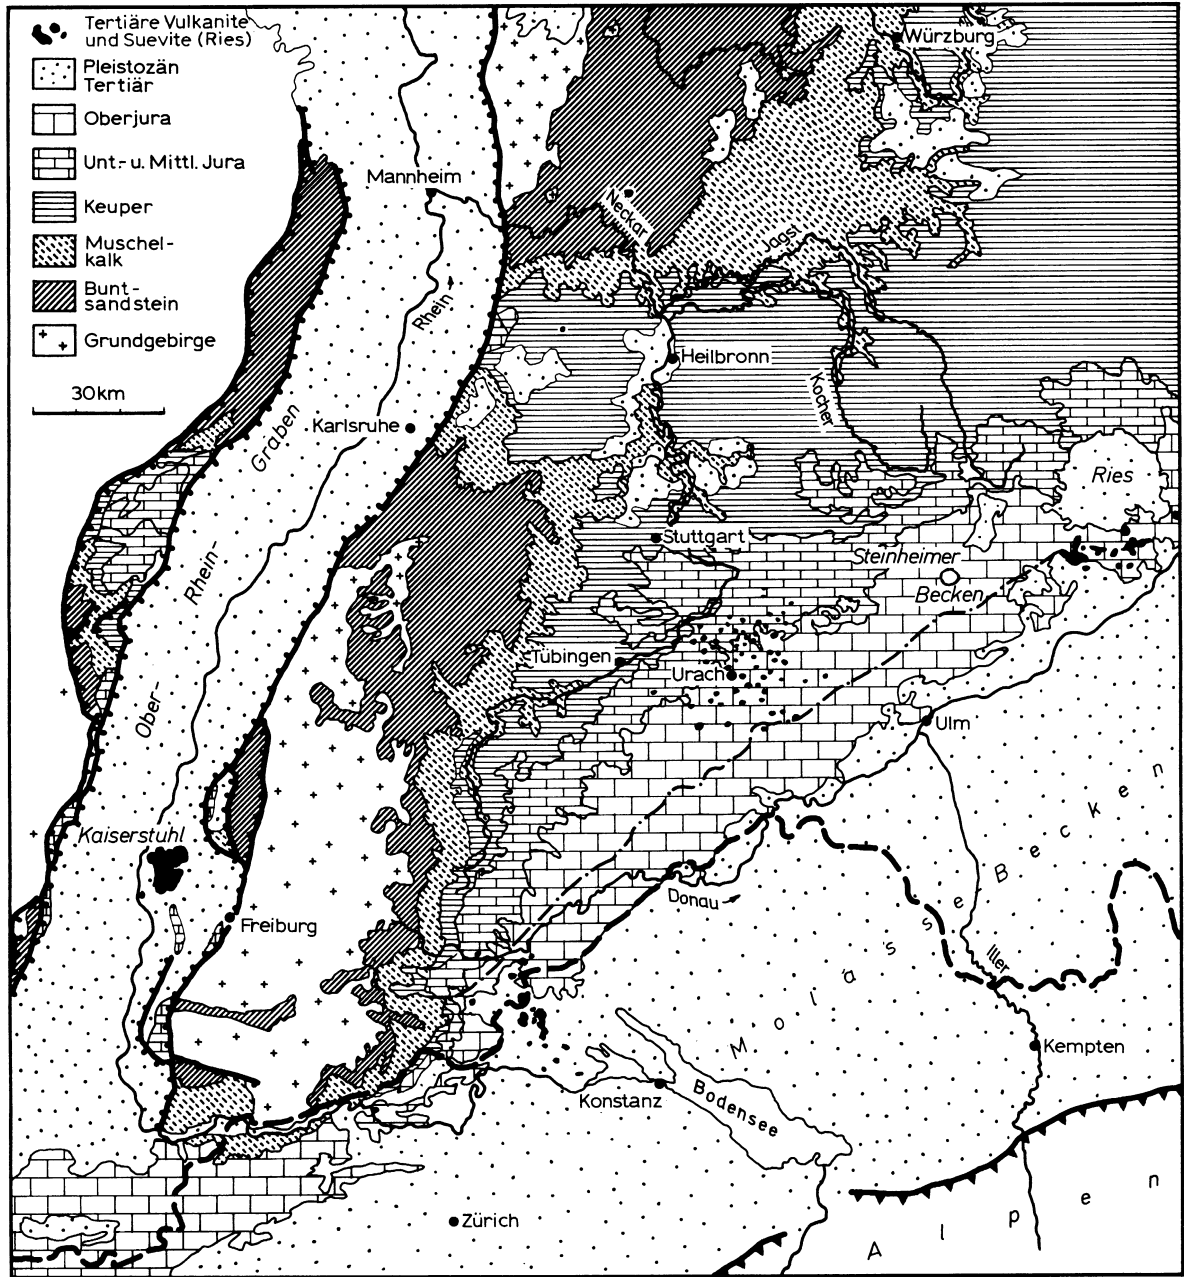 Tertiäre Vulkanite
und Suevite (Ries)
Pleistozän
Tertiär
Oberjura
Unt.- u. Mittl. Jura
Keuper
Muschel-
kalk
Bunt-
sandstein
Grundgebirge
30km
Würzburg
Mannheim
Neckar
Jagst
Rhein
Heilbronn
Kocher
Karlsruhe
Ober-
Rhein-
Graben
Ries
Stuttgart
Steinheimer
Becken
Tübingen
Urach
Ulm
Kaiserstuhl
Freiburg
Donau
Molasse Becken
Iller
Kempten
Konstanz
Bodensee
Zürich
Alpen